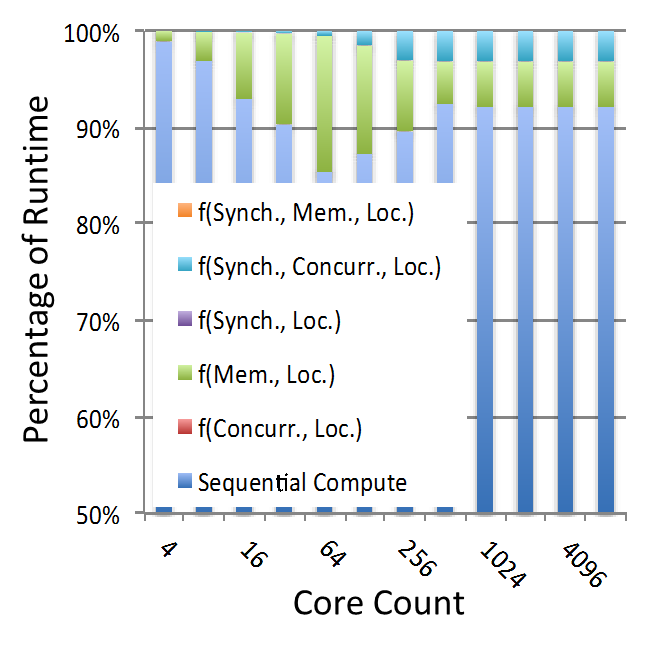 100%
90%
80%
70%
60%
50%
Percentage of Runtime
f(Synch., Mem., Loc.)
f(Synch., Concurr., Loc.)
f(Synch., Loc.)
f(Mem., Loc.)
f(Concurr., Loc.)
Sequential Compute
4
16
64
256
1024
4096
Core Count